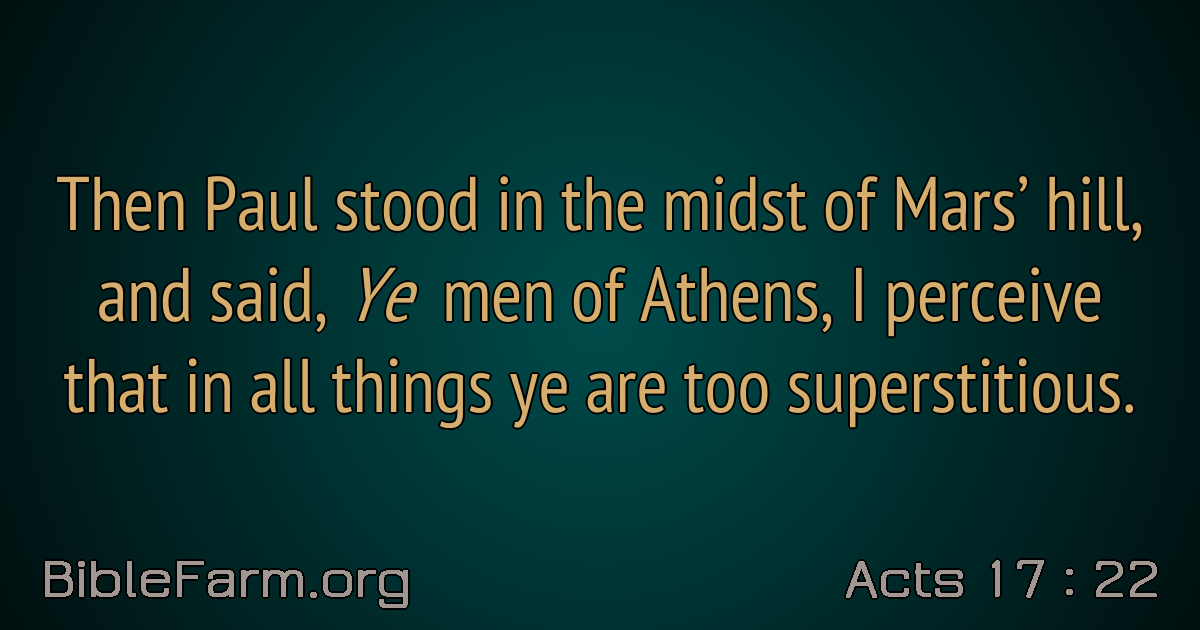 Then Paul stood in the midst of Mars’ hill,
and said, Ye men of Athens, I perceive
that in all things ye are too superstitious.
BibleFarm.org
Acts 17 : 22